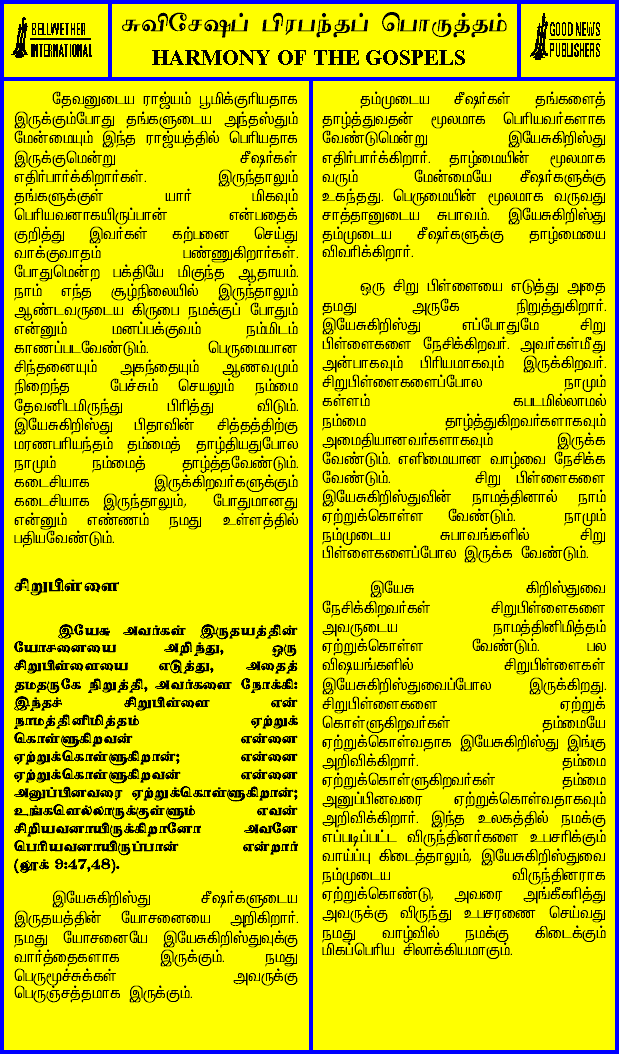 BELLWETHER
INTERNATIONAL
சுவிசேஷப் பிரபந்தப் பொருத்தம்
HARMONY OF THE GOSPELS
GOOD NEWS
PUBLISHERS
தேவனுடைய ராஜ்யம் பூமிக்குரியதாக
இருக்கும்போது தங்களுடைய அந்தஸ்தும்
மேன்மையும் இந்த ராஜ்யத்தில் பெரியதாக
இருக்குமென்று சீஷர்கள்
எதிர்பார்க்கிறார்கள். இருந்தாலும்
தங்களுக்குள் யார் மிகவும்
பெரியவனாகயிருப்பான் என்பதைக்
குறித்து இவர்கள் கற்பனை செய்து
வாக்குவாதம் பண்ணுகிறார்கள்.
போதுமென்ற பக்தியே மிகுந்த ஆதாயம்.
நாம் எந்த சூழ்நிலையில் இருந்தாலும்
ஆண்டவருடைய கிருபை நமக்குப் போதும்
என்னும் மனப்பக்குவம் நம்மிடம்
காணப்படவேண்டும். பெருமையான
சிந்தனையும் அகந்தையும் ஆணவமும்
நிறைந்த பேச்சும் செயலும் நம்மை
தேவனிடமிருந்து பிரித்து விடும்.
இயேசுகிறிஸ்து பிதாவின் சித்தத்திற்கு
மரணபரியந்தம் தம்மைத் தாழ்தியதுபோல
நாமும் நம்மைத் தாழ்த்தவேண்டும்.
கடைசியாக இருக்கிறவர்களுக்கும்
கடைசியாக இருந்தாலும், போதுமானது
என்னும் எண்ணம் நமது உள்ளத்தில்
பதியவேண்டும்.
சிறுபிள்ளை
இயேசு அவர்கள் இருதயத்தின்
யோசனையை அறிந்து, ஒரு
சிறுபிள்ளையை எடுத்து, அதைத்
தமதருகே நிறுத்தி, அவர்களை நோக்கி:
இந்தச் சிறுபிள்ளை என்
நாமத்தினிமித்தம் ஏற்றுக்
கொள்ளுகிறவன் என்னை
ஏற்றுக்கொள்ளுகிறான்; என்னை
ஏற்றுக்கொள்ளுகிறவன் என்னை
அனுப்பினவரை ஏற்றுக்கொள்ளுகிறான்;
உங்களெல்லாருக்குள்ளும் எவன்
சிறியவனாயிருக்கிறானோ அவனே
பெரியவனாயிருப்பான் என்றார்
(லூக் 9:47,48).
இயேசுகிறிஸ்து சீஷர்களுடைய
இருதயத்தின் யோசனையை அறிகிறார்.
நமது யோசனையே இயேசுகிறிஸ்துவுக்கு
வார்த்தைகளாக இருக்கும். நமது
பெருமூச்சுக்கள் அவருக்கு
பெருஞ்சத்தமாக இருக்கும்.
தம்முடைய சீஷர்கள் தங்களைத்
தாழ்த்துவதன் மூலமாக பெரியவர்களாக
வேண்டுமென்று இயேசுகிறிஸ்து
எதிர்பார்க்கிறார். தாழ்மையின் மூலமாக
வரும் மேன்மையே சீஷர்களுக்கு
உகந்தது. பெருமையின் மூலமாக வருவது
சாத்தானுடைய சுபாவம். இயேசுகிறிஸ்து
தம்முடைய சீஷர்களுக்கு தாழ்மையை
விவரிக்கிறார்.
ஒரு சிறு பிள்ளையை எடுத்து அதை
தமது அருகே நிறுத்துகிறார்.
இயேசுகிறிஸ்து எப்போதுமே சிறு
பிள்ளைகளை நேசிக்கிறவர். அவர்கள்மீது
அன்பாகவும் பிரியமாகவும் இருக்கிறவர்.
சிறுபிள்ளைகளைப்போல நாமும்
கள்ளம் கபடமில்லாமல்
நம்மை தாழ்த்துகிறவர்களாகவும்
அமைதியானவர்களாகவும் இருக்க
வேண்டும். எளிமையான வாழ்வை நேசிக்க
வேண்டும். சிறு பிள்ளைகளை
இயேசுகிறிஸ்துவின் நாமத்தினால் நாம்
ஏற்றுக்கொள்ள வேண்டும். நாமும்
நம்முடைய சுபாவங்களில் சிறு
பிள்ளைகளைப்போல இருக்க வேண்டும்.
இயேசு கிறிஸ்துவை
நேசிக்கிறவர்கள் சிறுபிள்ளைகளை
அவருடைய நாமத்தினிமித்தம்
ஏற்றுக்கொள்ள வேண்டும். பல
விஷயங்களில் சிறுபிள்ளைகள்
இயேசுகிறிஸ்துவைப்போல இருக்கிறது.
சிறுபிள்ளைகளை ஏற்றுக்
கொள்ளுகிறவர்கள் தம்மையே
ஏற்றுக்கொள்வதாக இயேசுகிறிஸ்து இங்கு
அறிவிக்கிறார். தம்மை
ஏற்றுக்கொள்ளுகிறவர்கள் தம்மை
அனுப்பினவரை ஏற்றுக்கொள்வதாகவும்
அறிவிக்கிறார். இந்த உலகத்தில் நமக்கு
எப்படிப்பட்ட விருந்தினர்களை உபசரிக்கும்
வாய்ப்பு கிடைத்தாலும், இயேசுகிறிஸ்துவை
நம்முடைய விருந்தினராக
ஏற்றுக்கொண்டு, அவரை அங்கீகரித்து
அவருக்கு விருந்து உபசரணை செய்வது
நமது வாழ்வில் நமக்கு கிடைக்கும்
மிகப்பெரிய சிலாக்கியமாகும்.